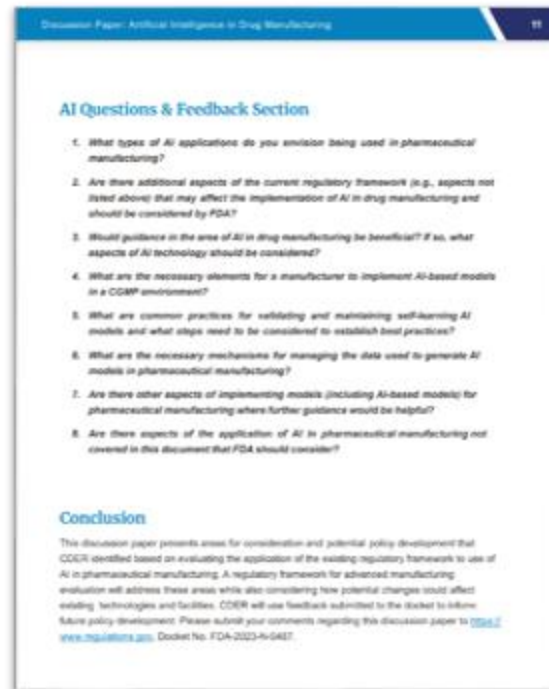 Discussion Paper: Artificial Intelligence in Drug Manufacturing
11
AI Questions & Feedback Section
1. What types of AI applications do you envision being used in pharmaceutical
manufacturing?
2. Are there additional aspects of the current regulatory framework (e.g., aspects not
listed above) that may affect the implementation of AI in drug manufacturing and
should be considered by FDA?
3. Would guidance in the area of AI in drug manufacturing be beneficial? If so, what
aspects of AI technology should be considered?
4. What are the necessary elements for a manufacturer to implement AI-based models
in a CGMP environment?
5. What are common practices for validating and maintaining self-learning AI
models and what steps need to be considered to establish best practices?
6. What are the necessary mechanisms for managing the data used to generate AI
models in pharmaceutical manufacturing?
7. Are there other aspects of implementing models (including AI-based models) for
pharmaceutical manufacturing where further guidance would be helpful?
8. Are there aspects of the application of AI in pharmaceutical manufacturing not
covered in this document that FDA should consider?
Conclusion
This discussion paper presents areas for consideration and potential policy development that
CDER identified based on evaluating the application of the existing regulatory framework to use of
AI in pharmaceutical manufacturing. A regulatory framework for advanced manufacturing
evaluation will address these areas while also considering how potential changes could affect
existing technologies and facilities. CDER will use feedback submitted to the docket to inform
future policy development. Please submit your comments regarding this discussion paper to https://
www.regulations.gov, Docket No. FDA-2023-N-0487.